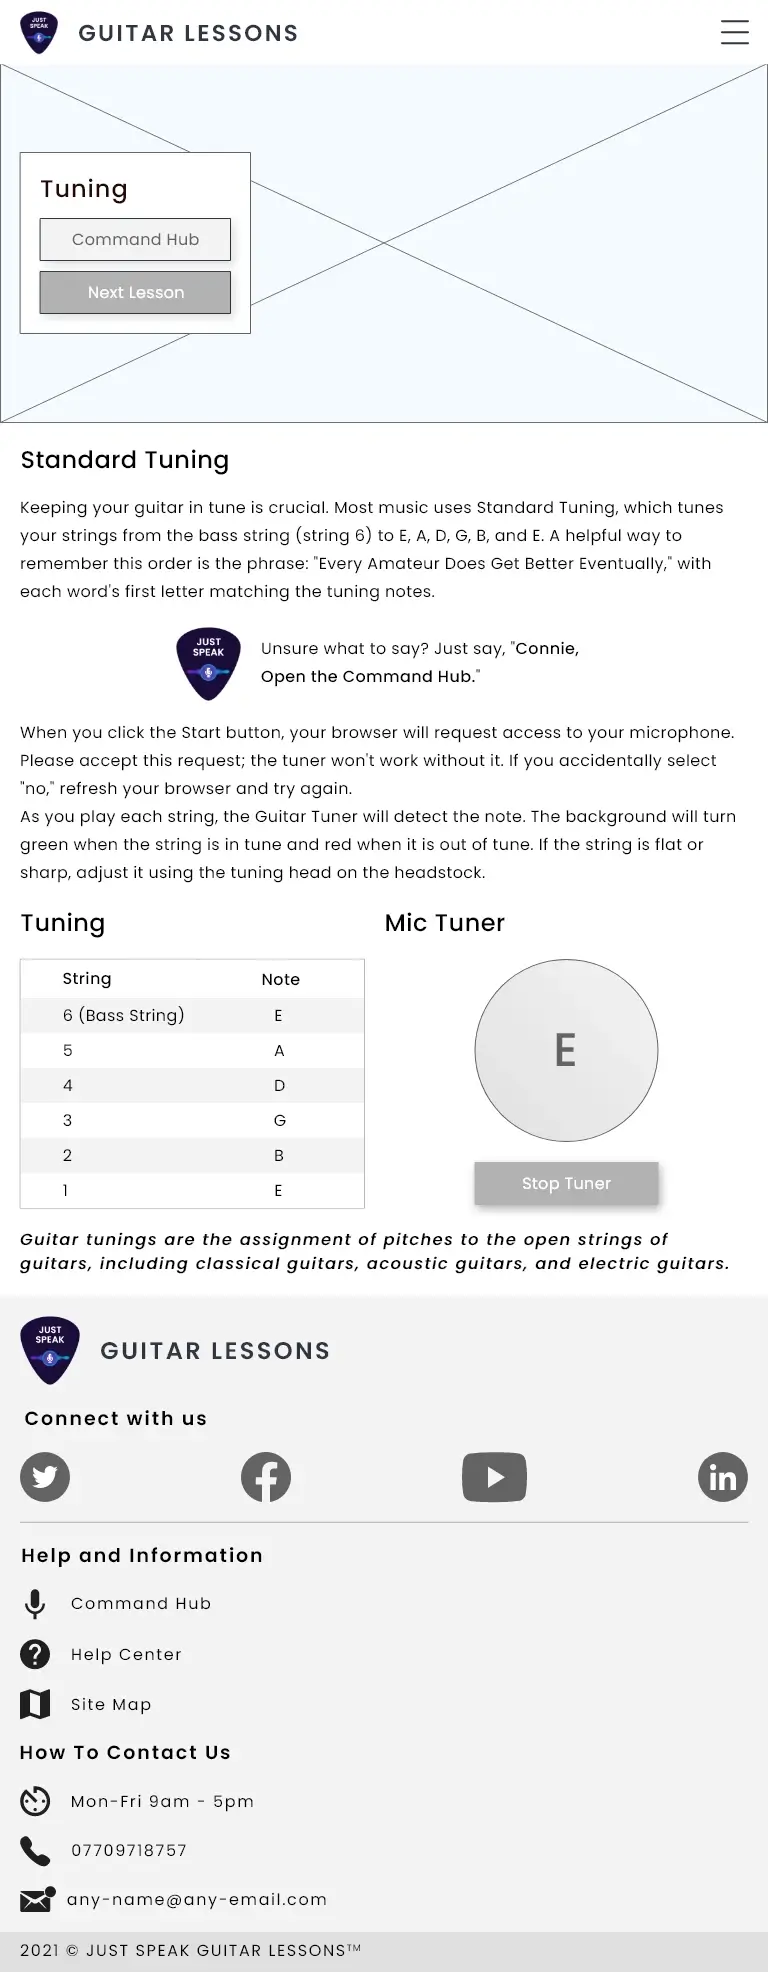 JUST
SPEAK
GUITAR LESSONS
Tuning
Command Hub
Next Lesson
Standard Tuning
Keeping your guitar in tune is crucial. Most music uses Standard Tuning, which tunes
your strings from the bass string (string 6) to E, A, D, G, B, and E. A helpful way to
remember this order is the phrase: "Every Amateur Does Get Better Eventually," with
each word's first letter matching the tuning notes.
JUST
SPEAK
Unsure what to say? Just say, "Connie,
Open the Command Hub."
When you click the Start button, your browser will request access to your microphone.
Please accept this request; the tuner won't work without it. If you accidentally select
"no," refresh your browser and try again.
As you play each string, the Guitar Tuner will detect the note. The background will turn
green when the string is in tune and red when it is out of tune. If the string is flat or
sharp, adjust it using the tuning head on the headstock.
Tuning
String Note
6 (Bass String) E
5 A
4 D
3 G
2 B
1 E
Mic Tuner
E
Stop Tuner
Guitar tunings are the assignment of pitches to the open strings of
guitars, including classical guitars, acoustic guitars, and electric guitars.
JUST
SPEAK
GUITAR LESSONS
Connect with us
Help and Information
Command Hub
Help Center
Site Map
How To Contact Us
Mon-Fri 9am - 5pm
07709718757
any-name@any-email.com
2021 © JUST SPEAK GUITAR LESSONS™